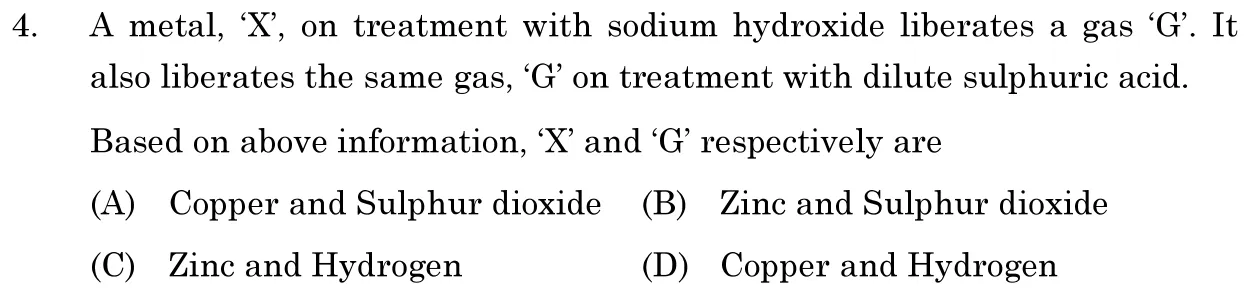 4. A metal, ‘X’, on treatment with sodium hydroxide liberates a gas ‘G’. It
also liberates the same gas, ‘G’ on treatment with dilute sulphuric acid.
Based on above information, ‘X’ and ‘G’ respectively are
(A) Copper and Sulphur dioxide (B) Zinc and Sulphur dioxide
(C) Zinc and Hydrogen (D) Copper and Hydrogen